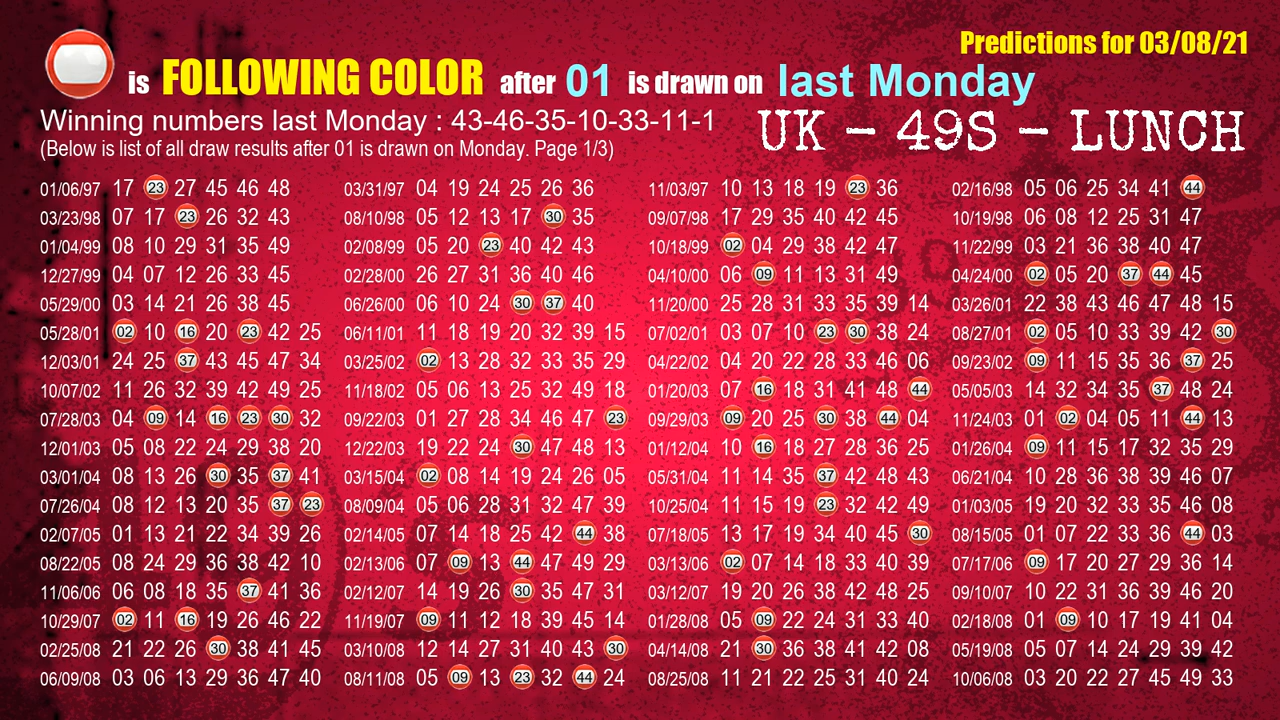 Predictions for 03/08/21
is FOLLOWING COLOR after 01 is drawn on last Monday
Winning numbers last Monday : 43-46-35-10-33-11-1
UK - 49S - LUNCH
(Below is list of all draw results after 01 is drawn on Monday. Page 1/3)
01/06/97 17 23 27 45 46 48 03/31/97 04 19 24 25 26 36 11/03/97 10 13 18 19 23 36 02/16/98 05 06 25 34 41 44
03/23/98 07 17 23 26 32 43 08/10/98 05 12 13 17 30 35 09/07/98 17 29 35 40 42 45 10/19/98 06 08 12 25 31 47
01/04/99 08 10 29 31 35 49 02/08/99 05 20 23 40 42 43 10/18/99 02 04 29 38 42 47 11/22/99 03 21 36 38 40 47
12/27/99 04 07 12 26 33 45 02/28/00 26 27 31 36 40 46 04/10/00 06 09 11 13 31 49 04/24/00 02 05 20 37 44 45
05/29/00 03 14 21 26 38 45 06/26/00 06 10 24 30 37 40 11/20/00 25 28 31 33 35 39 14 03/26/01 22 38 43 46 47 48 15
05/28/01 02 10 16 20 23 42 25 06/11/01 11 18 19 20 32 39 15 07/02/01 03 07 10 23 30 38 24 08/27/01 02 05 10 33 39 42 30
12/03/01 24 25 37 43 45 47 34 03/25/02 02 13 28 32 33 35 29 04/22/02 04 20 22 28 33 46 06 09/23/02 09 11 15 35 36 37 25
10/07/02 11 26 32 39 42 49 25 11/18/02 05 06 13 25 32 49 18 01/20/03 07 16 18 31 41 48 44 05/05/03 14 32 34 35 37 48 24
07/28/03 04 09 14 16 23 30 32 09/22/03 01 27 28 34 46 47 23 09/29/03 09 20 25 30 38 44 04 11/24/03 01 02 04 05 11 44 13
12/01/03 05 08 22 24 29 38 20 12/22/03 19 22 24 30 47 48 13 01/12/04 10 16 18 27 28 36 25 01/26/04 09 11 15 17 32 35 29
03/01/04 08 13 26 30 35 37 41 03/15/04 02 08 14 19 24 26 05 05/31/04 11 14 35 37 42 48 43 06/21/04 10 28 36 38 39 46 07
07/26/04 08 12 13 20 35 37 23 08/09/04 05 06 28 31 32 47 39 10/25/04 11 15 19 23 32 42 49 01/03/05 19 20 32 33 35 46 08
02/07/05 01 13 21 22 34 39 26 02/14/05 07 14 18 25 42 44 38 07/18/05 13 17 19 34 40 45 30 08/15/05 01 07 22 33 36 44 03
08/22/05 08 24 29 36 38 42 10 02/13/06 07 09 13 44 47 49 29 03/13/06 02 07 14 18 33 40 39 07/17/06 09 17 20 27 29 36 14
11/06/06 06 08 18 35 37 41 36 02/12/07 14 19 26 30 35 47 31 03/12/07 19 20 26 38 42 48 25 09/10/07 10 22 31 36 39 46 20
10/29/07 02 11 16 19 26 46 22 11/19/07 09 11 12 18 39 45 14 01/28/08 05 09 22 24 31 33 40 02/18/08 01 09 10 17 19 41 04
02/25/08 21 22 26 30 38 41 45 03/10/08 12 14 27 31 40 43 30 04/14/08 21 30 36 38 41 42 08 05/19/08 05 07 14 24 29 39 42
06/09/08 03 06 13 29 36 47 40 08/11/08 05 09 13 23 32 44 24 08/25/08 11 21 22 25 31 40 24 10/06/08 03 20 22 27 45 49 33